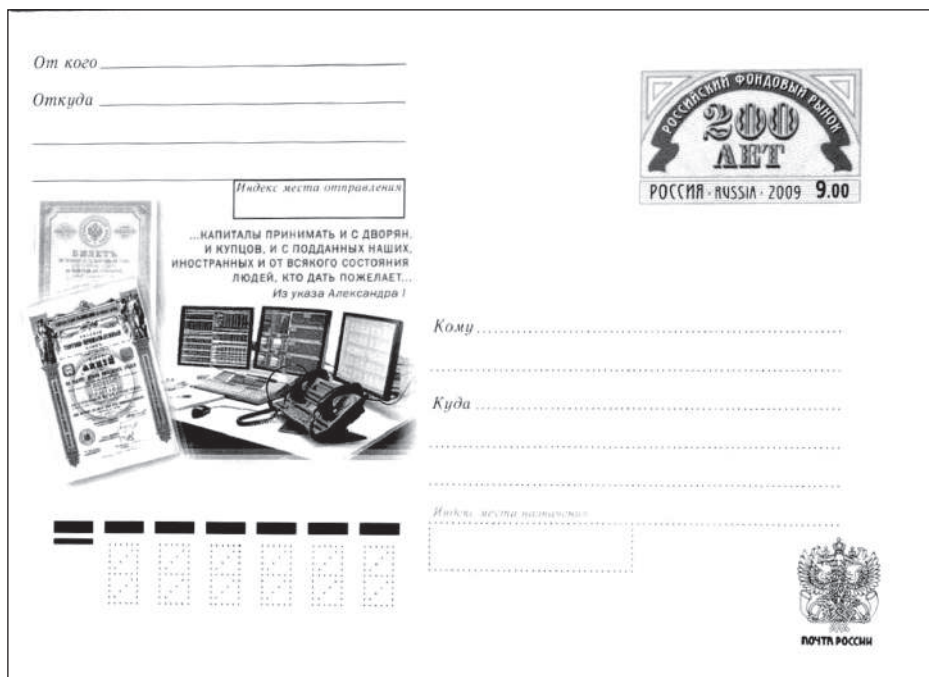 От кого
Откуда
Индекс места отправления
...КАПИТАЛЫ ПРИНИМАТЬ И С ДВОРЯН,
И КУПЦОВ, И С ПОДДАННЫХ НАШИХ,
ИНОСТРАННЫХ И ОТ ВСЯКОГО СОСТОЯНИЯ
ЛЮДЕЙ, КТО ДАТЬ ПОЖЕЛАЕТ...
Из указа Александра I
БИЛЕТЪ
АКЦІЯ
РОССИЙСКИЙ ФОНДОВЫЙ РЫНОК
200
ЛЕТ
РОССИЯ · RUSSIA · 2009 9.00
Кому
Куда
Индекс места назначения
ПОЧТА РОССИИ